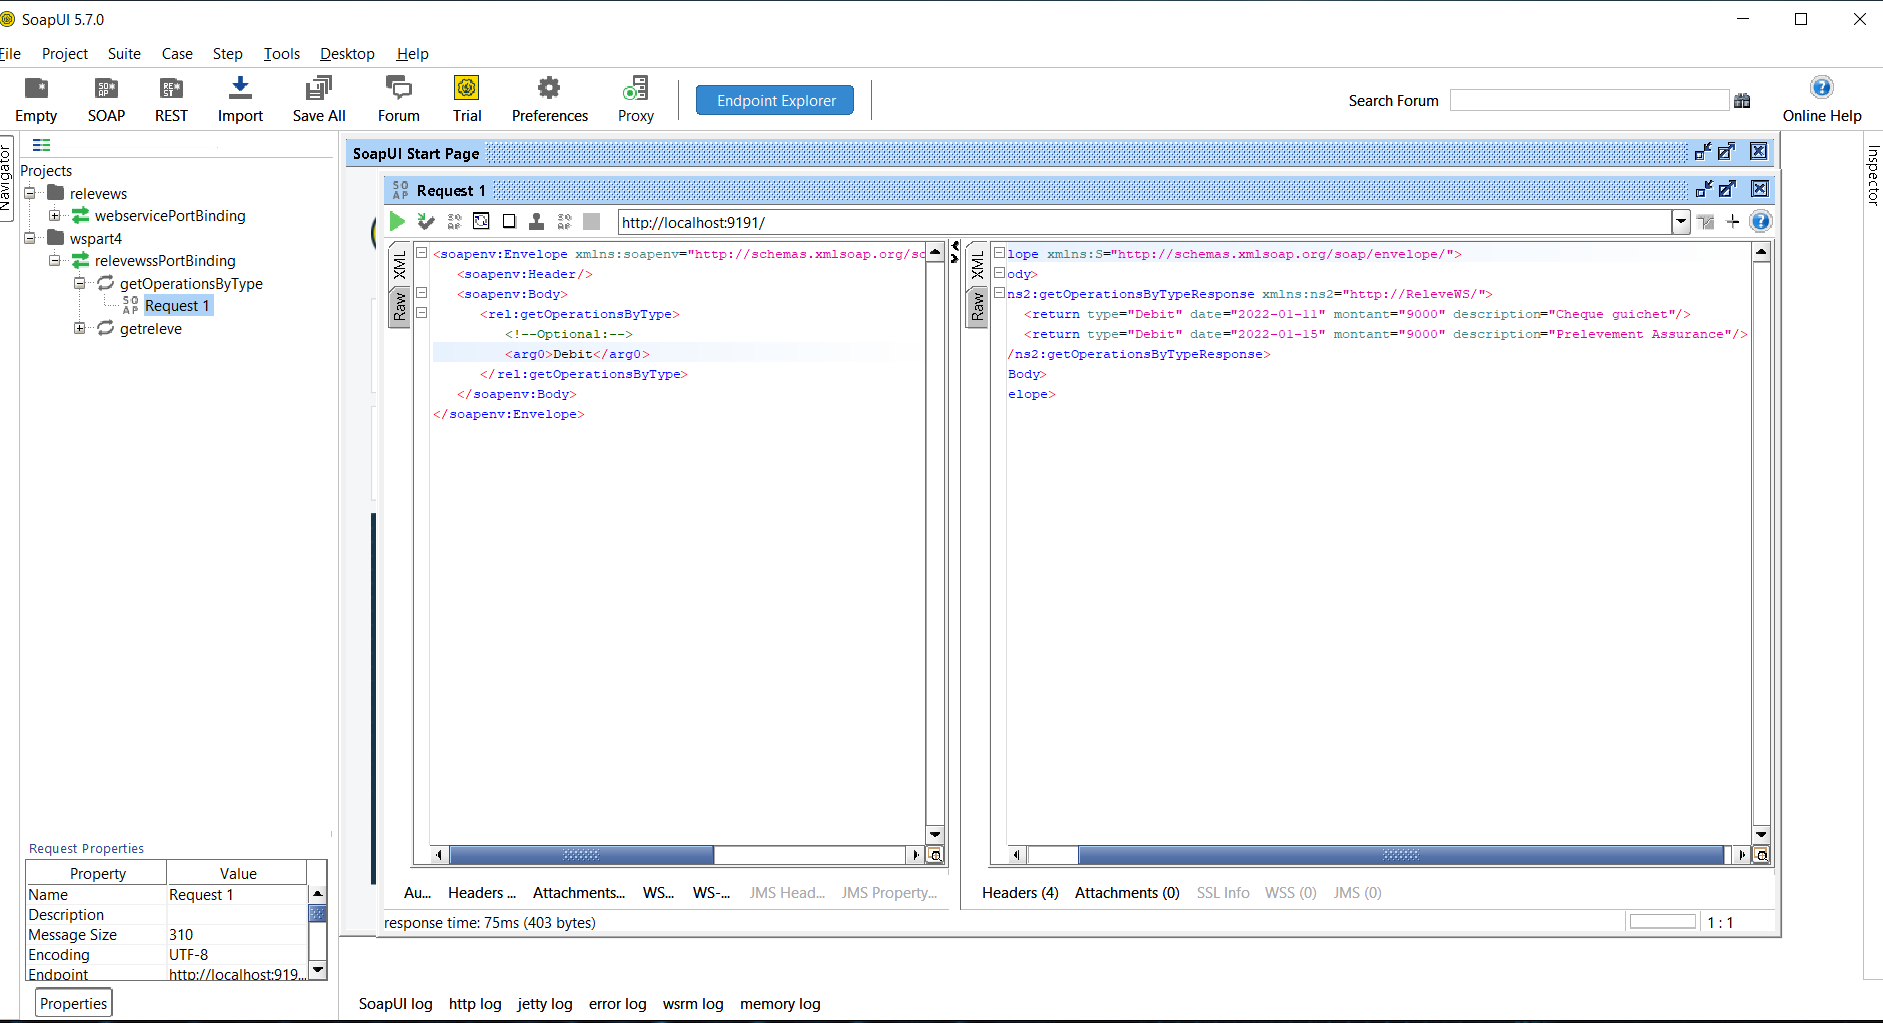 SoapUI 5.7.0
File Project Suite Case Step Tools Desktop Help
Empty SOAP REST Import Save All Forum Trial Preferences Proxy Endpoint Explorer Search Forum Online Help
Navigator
Inspector
Projects
relevews
webservicePortBinding
wspart4
relevewssPortBinding
getOperationsByType
Request 1
getreleve
SoapUI Start Page
Request 1
http://localhost:9191/
XML
Raw
<soapenv:Envelope xmlns:soapenv="http://schemas.xmlsoap.org/so
<soapenv:Header/>
<soapenv:Body>
<rel:getOperationsByType>
<!--Optional:-->
<arg0>Debit</arg0>
</rel:getOperationsByType>
</soapenv:Body>
</soapenv:Envelope>
XML
Raw
lope xmlns:S="http://schemas.xmlsoap.org/soap/envelope/">
ody>
ns2:getOperationsByTypeResponse xmlns:ns2="http://ReleveWS/">
<return type="Debit" date="2022-01-11" montant="9000" description="Cheque guichet"/>
<return type="Debit" date="2022-01-15" montant="9000" description="Prelevement Assurance"/>
/ns2:getOperationsByTypeResponse>
Body>
elope>
Au... Headers ... Attachments... WS... WS-... JMS Head... JMS Property...
Headers (4) Attachments (0) SSL Info WSS (0) JMS (0)
response time: 75ms (403 bytes)
1 : 1
Request Properties
Property Value
Name Request 1
Description
Message Size 310
Encoding UTF-8
Endpoint http://localhost:919...
Properties
SoapUI log http log jetty log error log wsrm log memory log